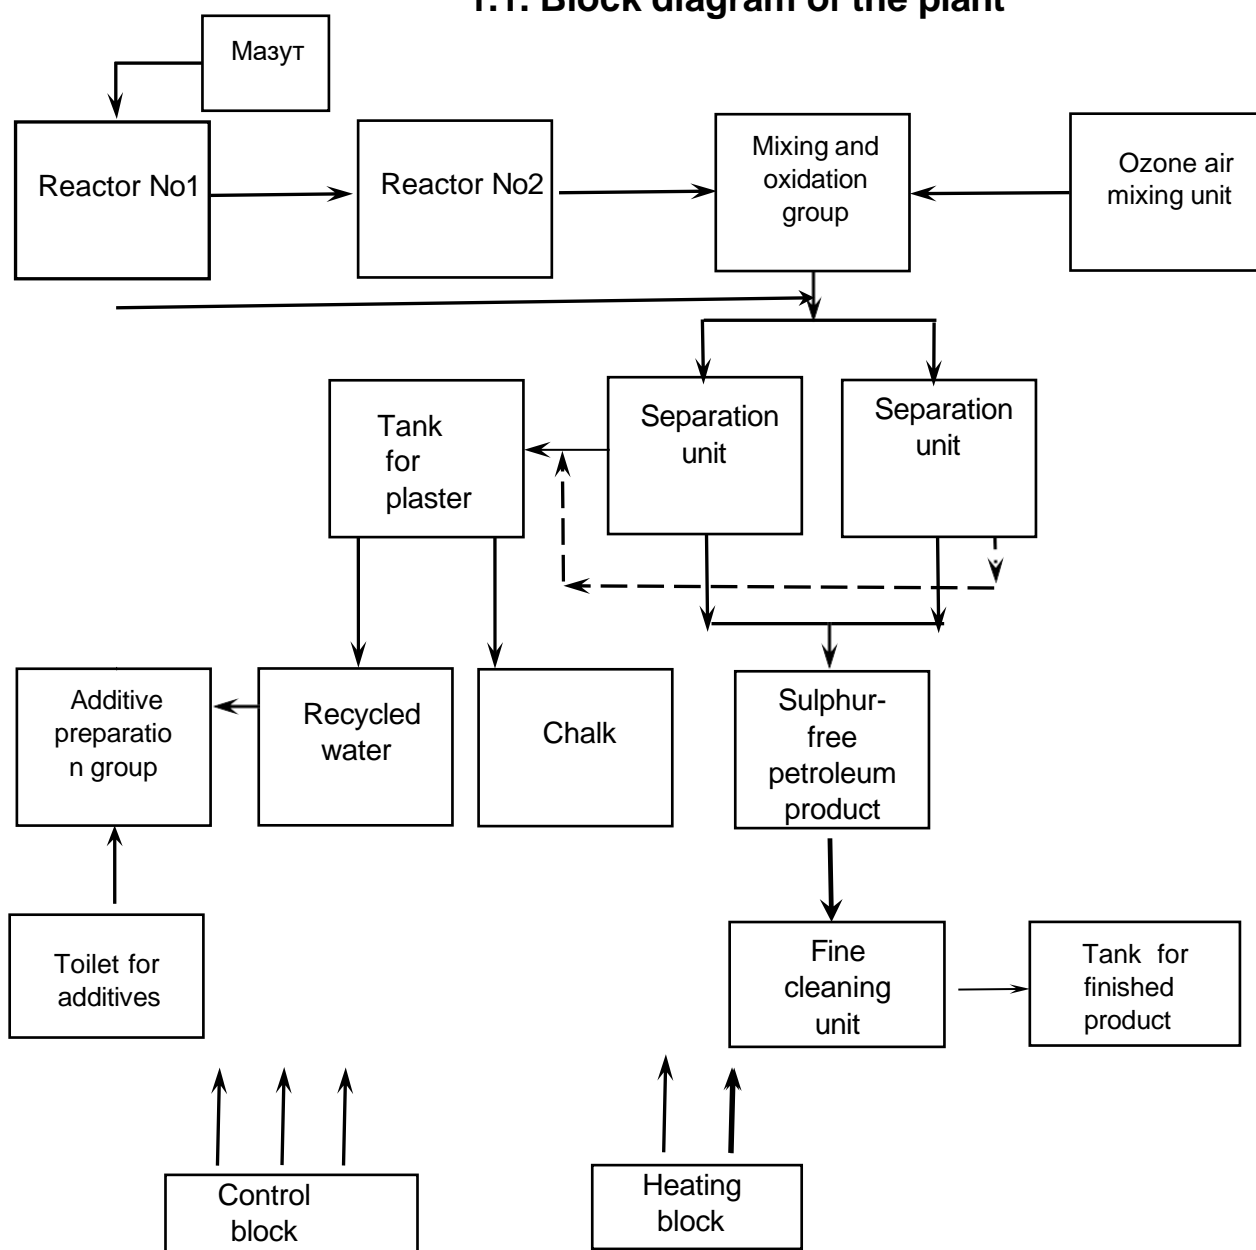 1.1. Block diagram of the plant
Мазут
Reactor No1
Reactor No2
Mixing and
oxidation
group
Ozone air
mixing unit
Tank
for
plaster
Separation
unit
Separation
unit
Additive
preparatio
n group
Recycled
water
Chalk
Sulphur-
free
petroleum
product
Toilet for
additives
Fine
cleaning
unit
Tank for
finished
product
Control
block
Heating
block